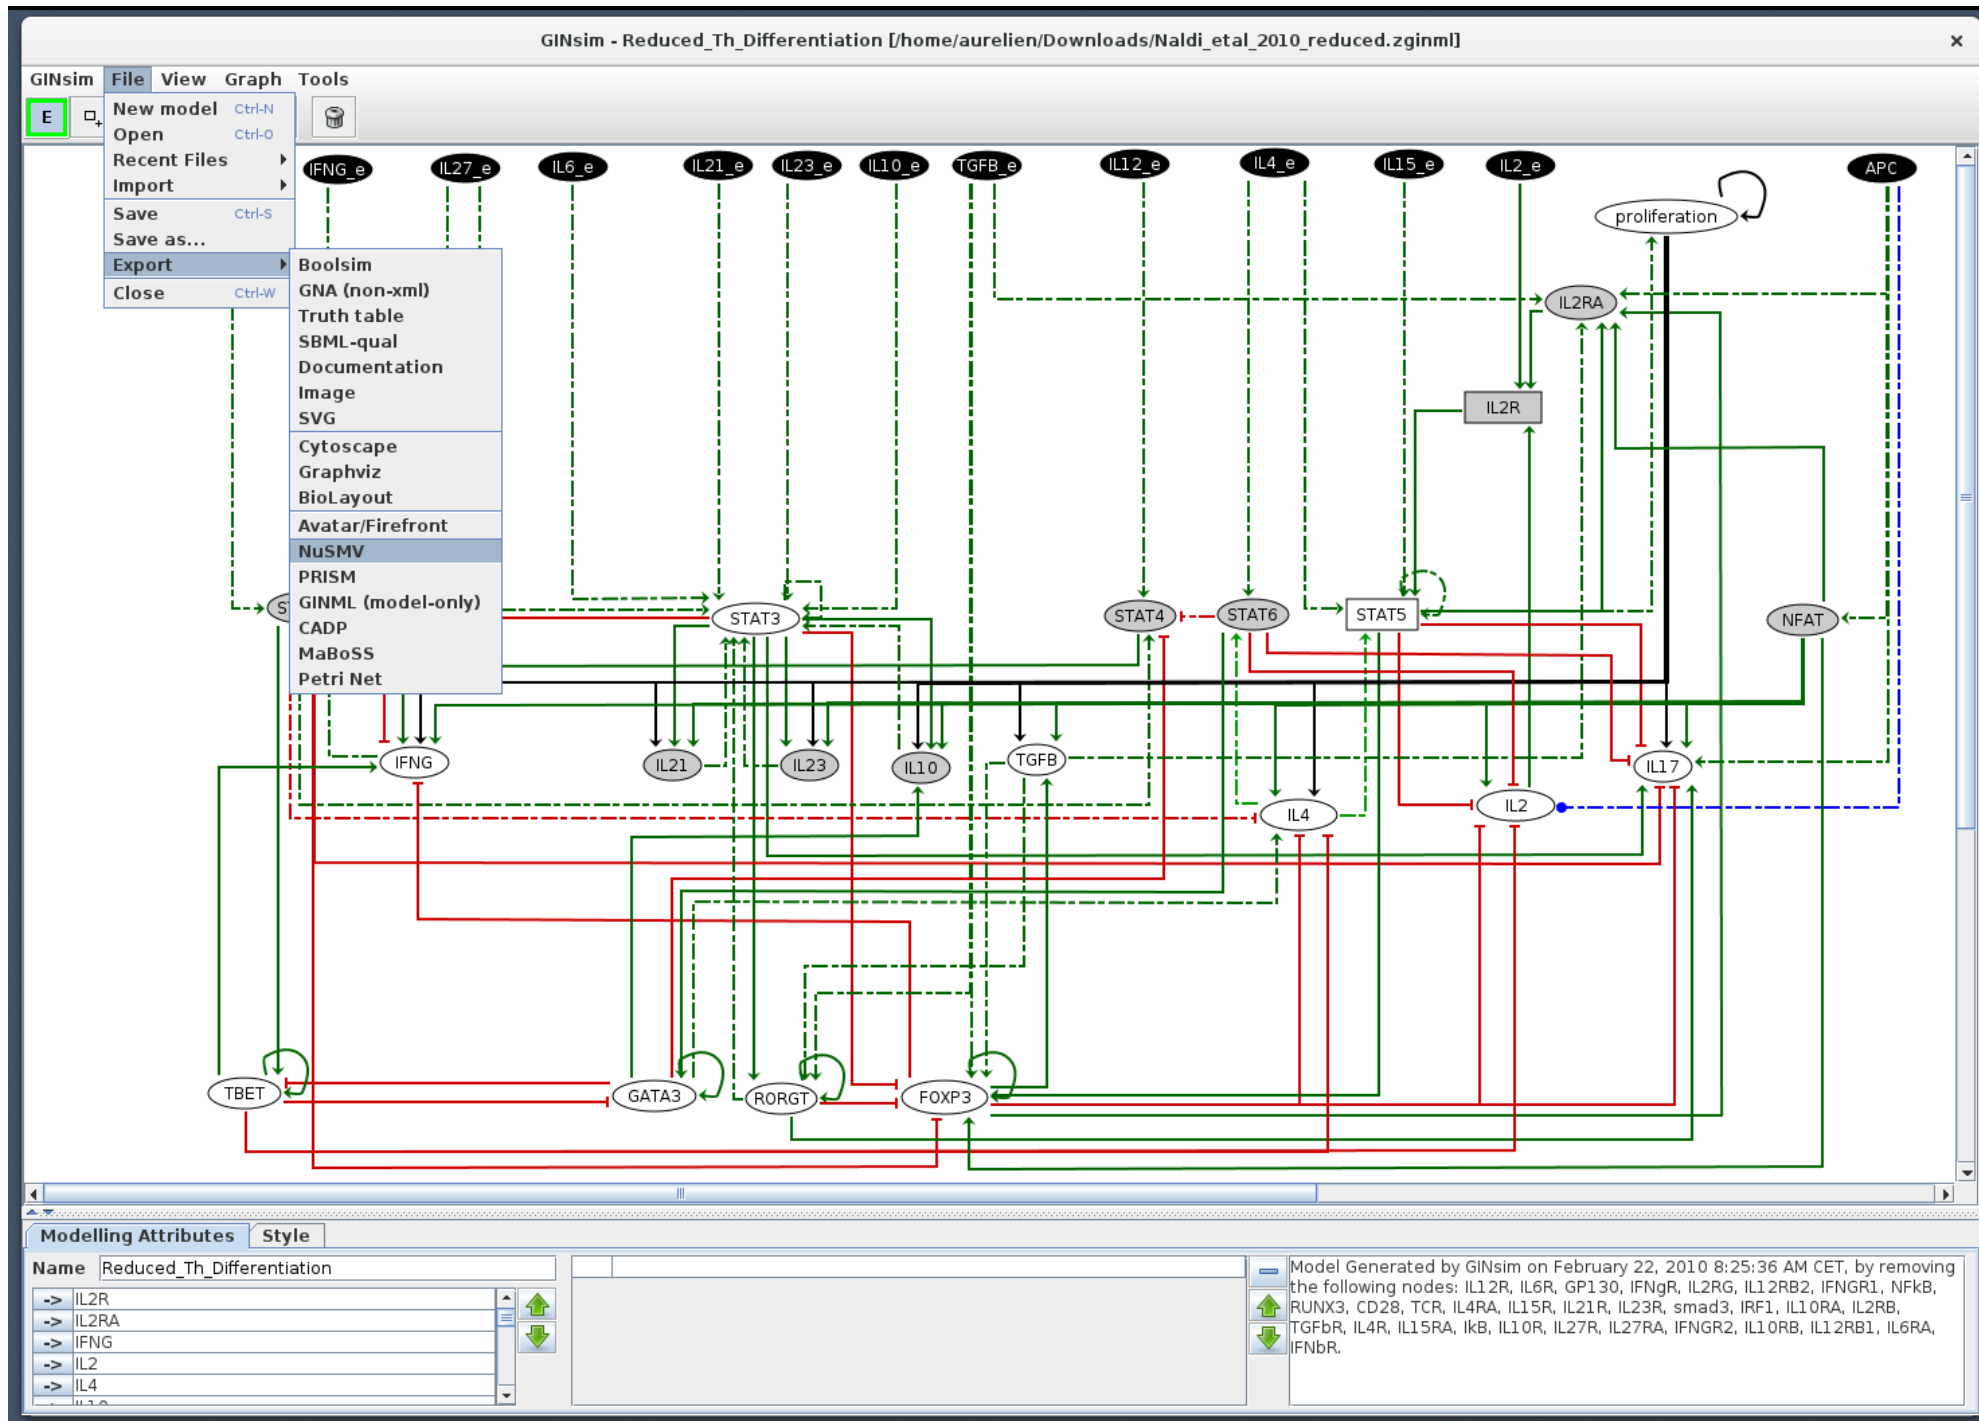 GINsim - Reduced_Th_Differentiation [/home/aurelien/Downloads/Naldi_etal_2010_reduced.zginml]
GINsim File View Graph Tools
E
New model Ctrl-N
Open Ctrl-O
Recent Files
Import
Save Ctrl-S
Save as...
Export
Close Ctrl-W
Boolsim
GNA (non-xml)
Truth table
SBML-qual
Documentation
Image
SVG
Cytoscape
Graphviz
BioLayout
Avatar/Firefront
NuSMV
PRISM
GINML (model-only)
CADP
MaBoSS
Petri Net
IFNG_e IL27_e IL6_e IL21_e IL23_e IL10_e TGFB_e IL12_e IL4_e IL15_e IL2_e APC
proliferation
IL2RA
IL2R
STAT3 STAT4 STAT6 STAT5 NFAT
IFNG IL21 IL23 IL10 TGFB IL17
IL4 IL2
TBET GATA3 RORGT FOXP3
Modelling Attributes Style
Name Reduced_Th_Differentiation
-> IL2R
-> IL2RA
-> IFNG
-> IL2
-> IL4
Model Generated by GINsim on February 22, 2010 8:25:36 AM CET, by removing
the following nodes: IL12R, IL6R, GP130, IFNgR, IL2RG, IL12RB2, IFNGR1, NFkB,
RUNX3, CD28, TCR, IL4RA, IL15R, IL21R, IL23R, smad3, IRF1, IL10RA, IL2RB,
TGFbR, IL4R, IL15RA, IkB, IL10R, IL27R, IL27RA, IFNGR2, IL10RB, IL12RB1, IL6RA,
IFNbR.